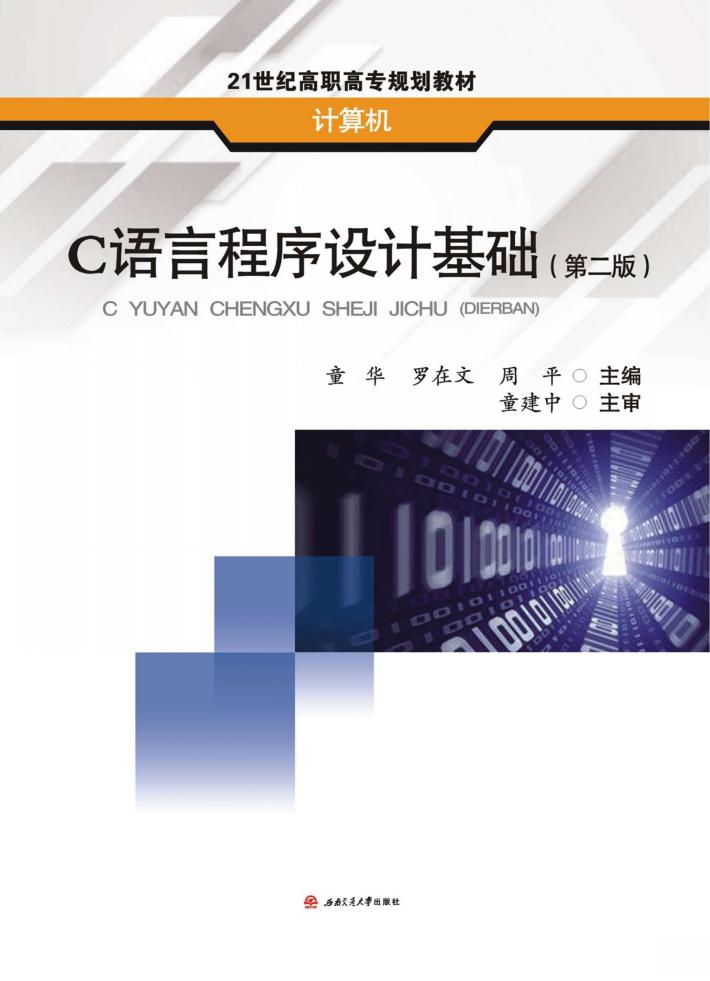 21世纪高职高专规划教材
计算机
C语言程序设计基础（第二版）
C YUYAN CHENGXU SHEJI JICHU (DIERBAN)
童 华 罗在文 周 平 ○ 主编
童建中 ○ 主审
西南交通大学出版社